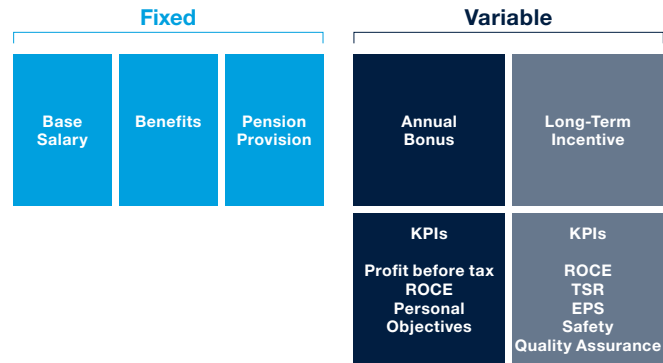 Fixed
Variable
Base
Salary
Benefits
Pension
Provision
Annual
Bonus
Long-Term
Incentive
KPIs
Profit before tax
ROCE
Personal
Objectives
KPIs
ROCE
TSR
EPS
Safety
Quality Assurance